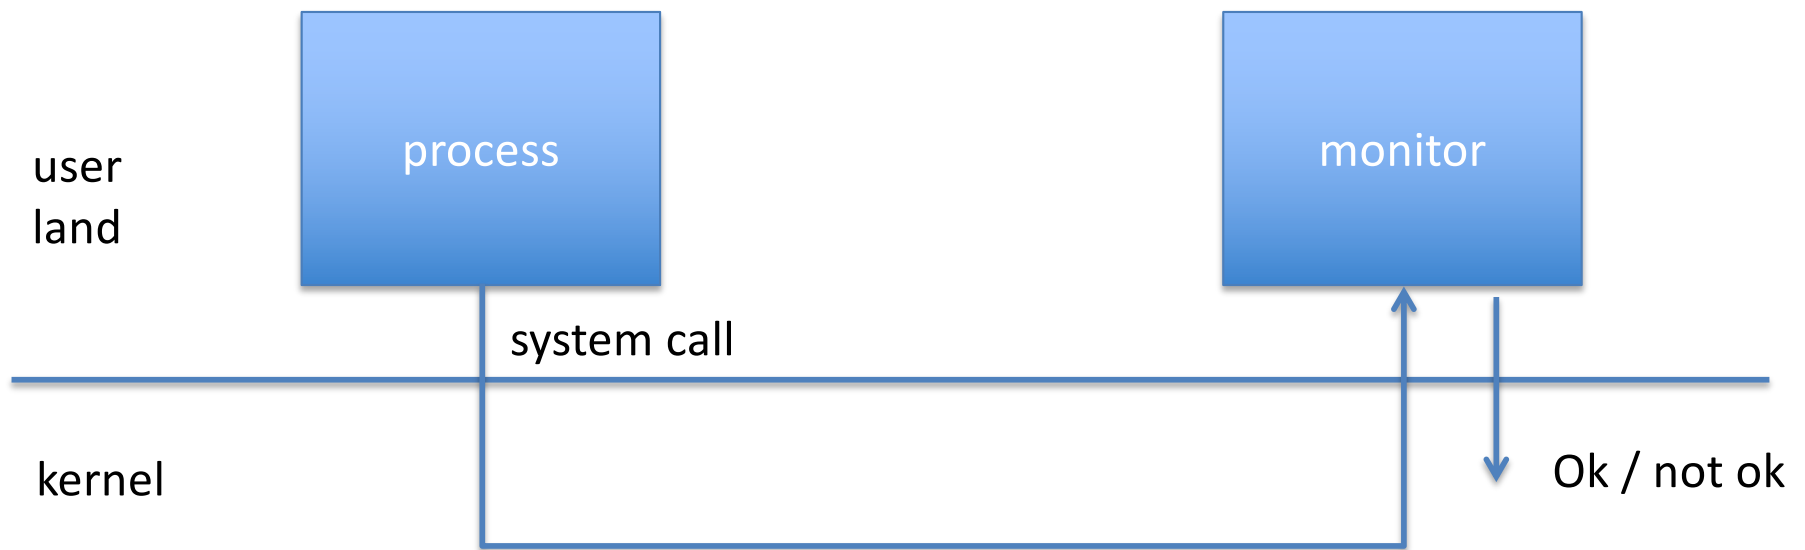 process
monitor
user
land
system call
kernel
Ok / not ok